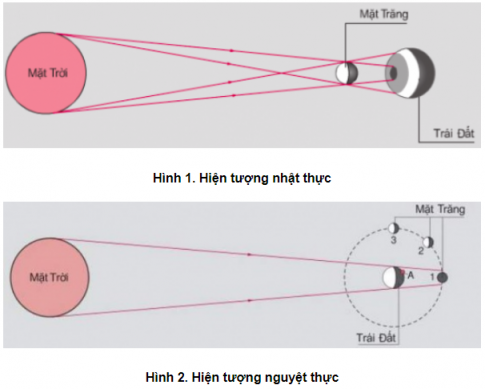 Mặt Trăng
Mặt Trời
Trái Đất
Hình 1. Hiện tượng nhật thực
Mặt Trăng
3
2
Mặt Trời
A
1
Trái Đất
Hình 2. Hiện tượng nguyệt thực